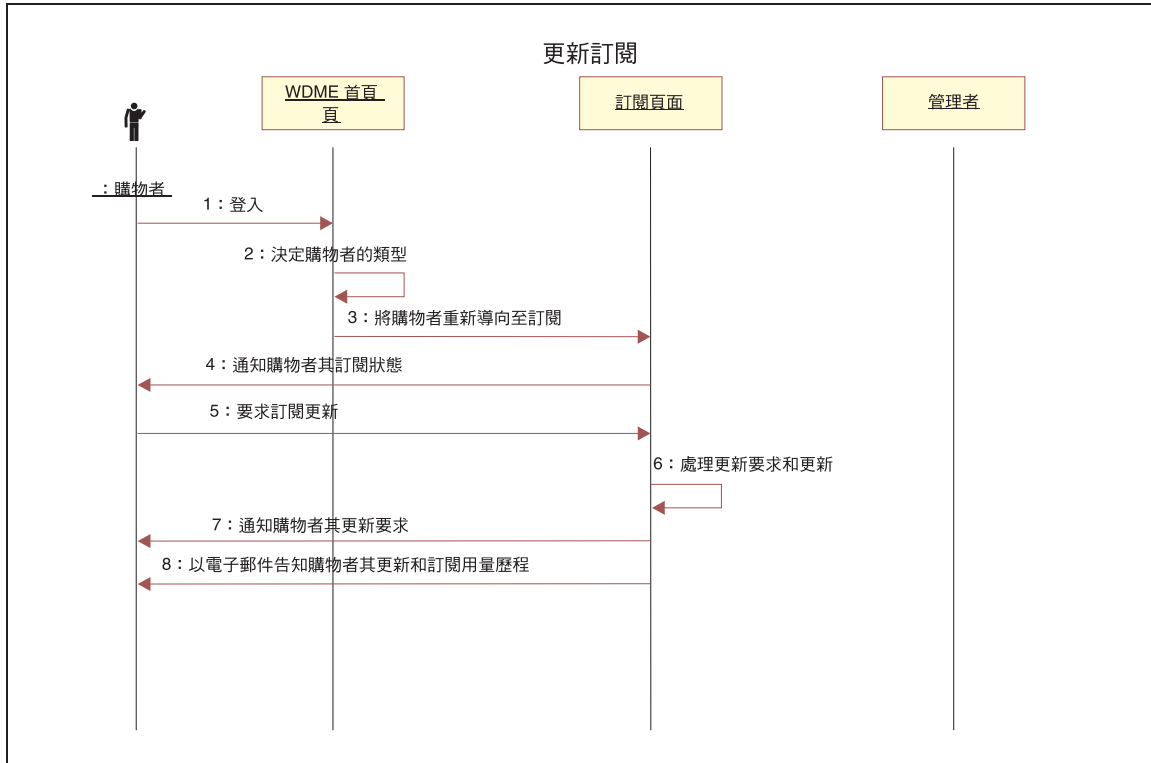 更新訂閱
WDME 首頁
頁
訂閱頁面
管理者
：購物者
1：登入
2：決定購物者的類型
3：將購物者重新導向至訂閱
4：通知購物者其訂閱狀態
5：要求訂閱更新
6：處理更新要求和更新
7：通知購物者其更新要求
8：以電子郵件告知購物者其更新和訂閱用量歷程